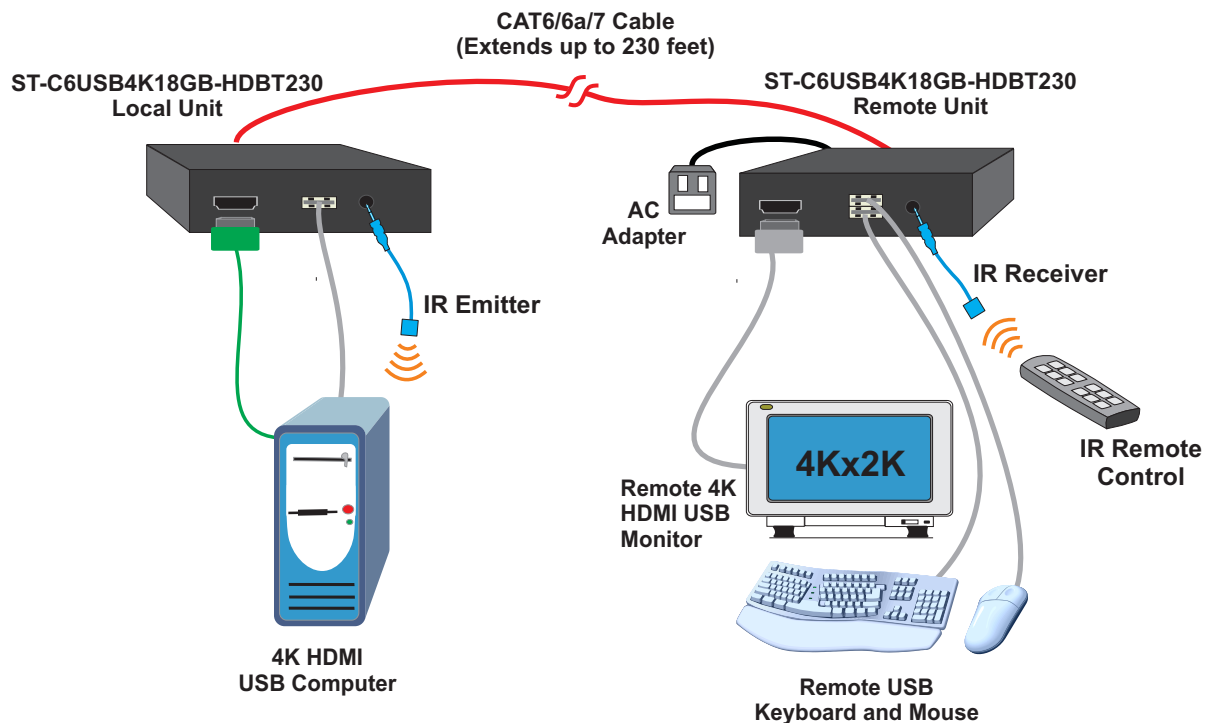 CAT6/6a/7 Cable
(Extends up to 230 feet)
ST-C6USB4K18GB-HDBT230
Local Unit
ST-C6USB4K18GB-HDBT230
Remote Unit
AC
Adapter
IR Emitter
IR Receiver
4Kx2K
IR Remote
Control
Remote 4K
HDMI USB
Monitor
4K HDMI
USB Computer
Remote USB
Keyboard and Mouse